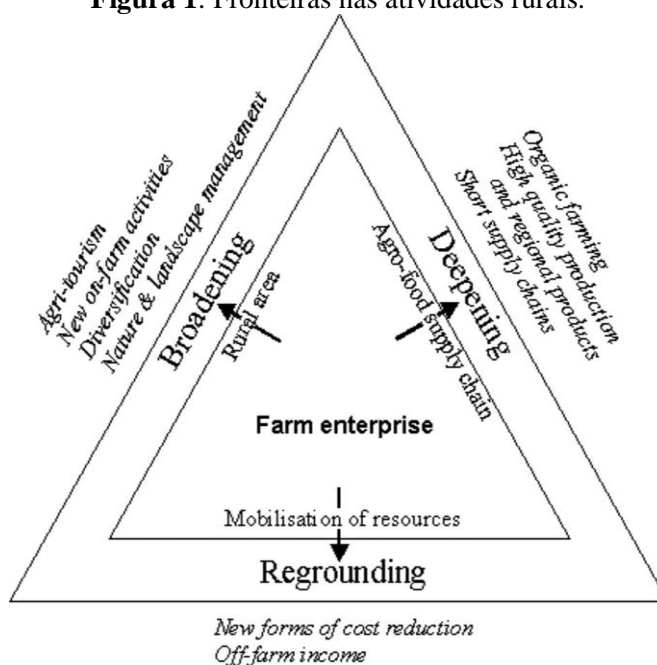 Figura 1. Fronteiras nas atividades rurais.
Agri-tourism
New on-farm activities
Diversification
Nature & landscape management
Broadening
Rural area
Organic farming
High quality production
and regional products
Short supply chains
Deepening
Agro-food supply chain
Farm enterprise
Mobilisation of resources
Regrounding
New forms of cost reduction
Off-farm income